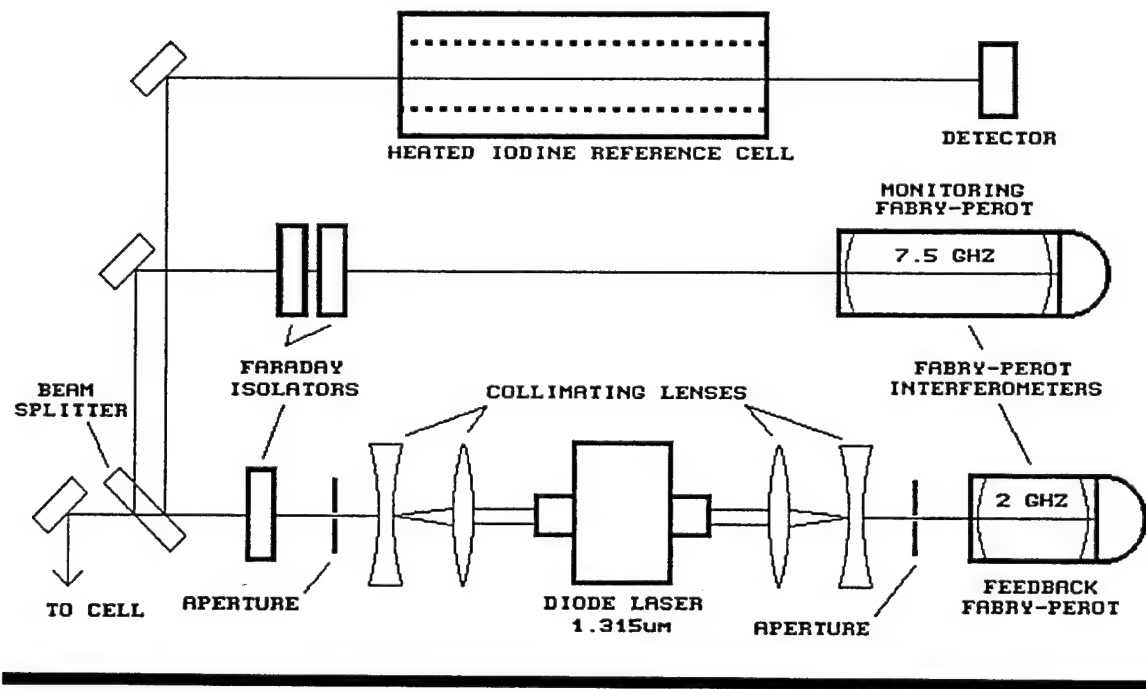 DETECTOR
HEATED IODINE REFERENCE CELL
MONITORING
FABRY-PEROT
7.5 GHZ
FARADAY
ISOLATORS
FABRY-PEROT
INTERFEROMETERS
BEAM
SPLITTER
COLLIMATING LENSES
2 GHZ
TO CELL
APERTURE
DIODE LASER
1.315um
APERTURE
FEEDBACK
FABRY-PEROT